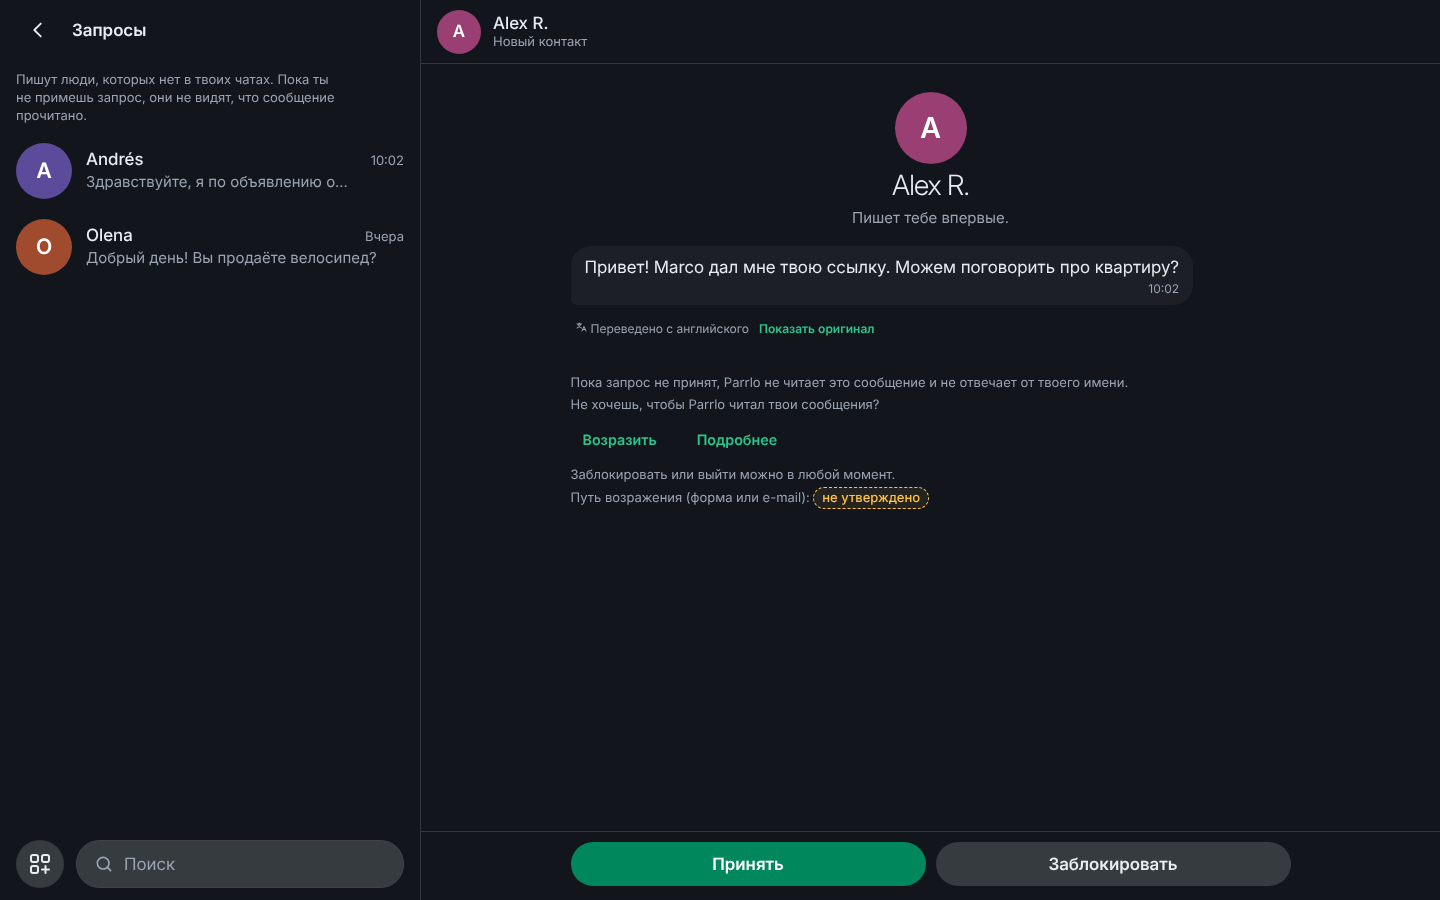 Запросы
Пишут люди, которых нет в твоих чатах. Пока ты
не примешь запрос, они не видят, что сообщение
прочитано.
A
Andrés
10:02
Здравствуйте, я по объявлению о...
O
Olena
Вчера
Добрый день! Вы продаёте велосипед?
Поиск
A
Alex R.
Новый контакт
A
Alex R.
Пишет тебе впервые.
Привет! Marco дал мне твою ссылку. Можем поговорить про квартиру?
10:02
Переведено с английского Показать оригинал
Пока запрос не принят, Parrlo не читает это сообщение и не отвечает от твоего имени.
Не хочешь, чтобы Parrlo читал твои сообщения?
Возразить Подробнее
Заблокировать или выйти можно в любой момент.
Путь возражения (форма или e-mail): не утверждено
Принять Заблокировать